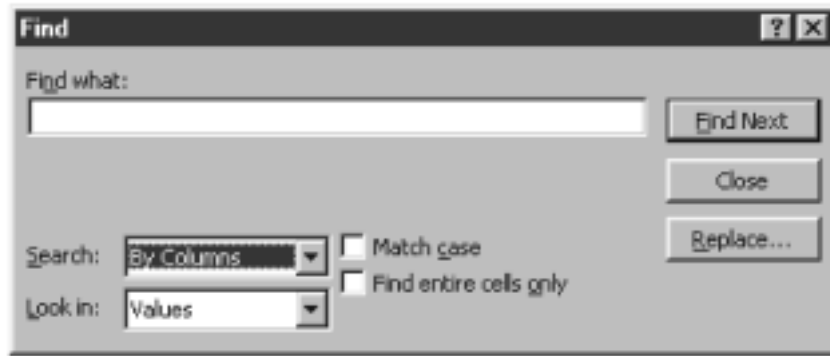 Find
Find what:
Find Next
Close
Replace...
Search: By Columns
Match case
Find entire cells only
Look in: Values